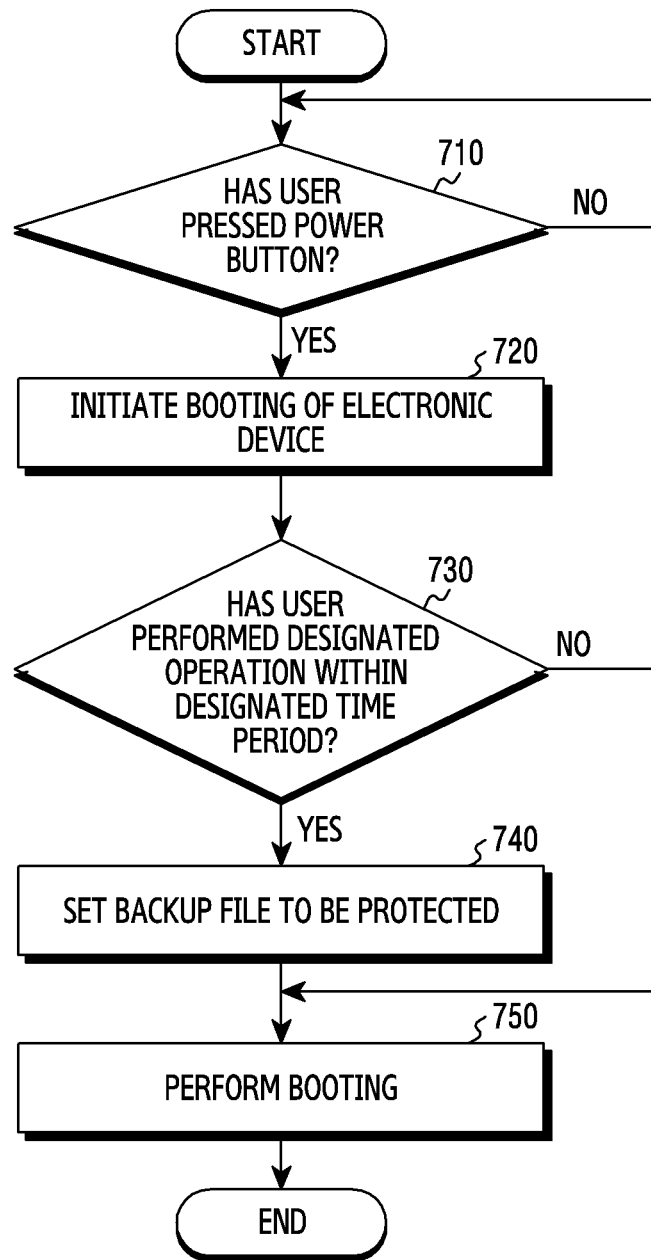 START
710
HAS USER
PRESSED POWER
BUTTON?
NO
YES
720
INITIATE BOOTING OF ELECTRONIC
DEVICE
730
HAS USER
PERFORMED DESIGNATED
OPERATION WITHIN
DESIGNATED TIME
PERIOD?
NO
YES
740
SET BACKUP FILE TO BE PROTECTED
750
PERFORM BOOTING
END